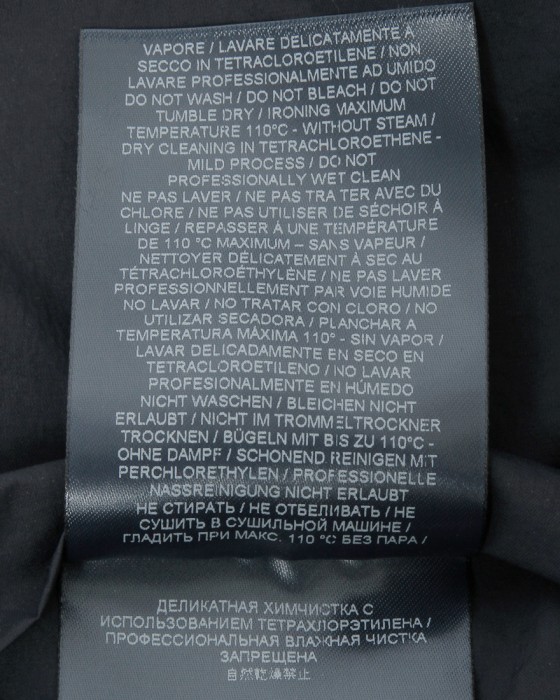 VAPORE / LAVARE DELICATAMENTE A
SECCO IN TETRACLOROETILENE / NON
LAVARE PROFESSIONALMENTE AD UMIDO
DO NOT WASH / DO NOT BLEACH / DO NOT
TUMBLE DRY / IRONING MAXIMUM
TEMPERATURE 110°C - WITHOUT STEAM /
DRY CLEANING IN TETRACHLOROETHENE -
MILD PROCESS / DO NOT
PROFESSIONALLY WET CLEAN
NE PAS LAVER / NE PAS TRAITER AVEC DU
CHLORE / NE PAS UTILISER DE SÉCHOIR À
LINGE / REPASSER À UNE TEMPÉRATURE
DE 110 °C MAXIMUM – SANS VAPEUR /
NETTOYER DÉLICATEMENT À SEC AU
TÉTRACHLOROÉTHYLÈNE / NE PAS LAVER
PROFESSIONNELLEMENT PAR VOIE HUMIDE
NO LAVAR / NO TRATAR CON CLORO / NO
UTILIZAR SECADORA / PLANCHAR A
TEMPERATURA MÁXIMA 110° - SIN VAPOR /
LAVAR DELICADAMENTE EN SECO EN
TETRACLOROETILENO / NO LAVAR
PROFESIONALMENTE EN HÚMEDO
NICHT WASCHEN / BLEICHEN NICHT
ERLAUBT / NICHT IM TROMMELTROCKNER
TROCKNEN / BÜGELN MIT BIS ZU 110°C -
OHNE DAMPF / SCHONEND REINIGEN MIT
PERCHLORETHYLEN / PROFESSIONELLE
NASSREINIGUNG NICHT ERLAUBT
НЕ СТИРАТЬ / НЕ ОТБЕЛИВАТЬ / НЕ
СУШИТЬ В СУШИЛЬНОЙ МАШИНЕ /
ГЛАДИТЬ ПРИ МАКС. 110 °C БЕЗ ПАРА /
ДЕЛИКАТНАЯ ХИМЧИСТКА С
ИСПОЛЬЗОВАНИЕМ ТЕТРАХЛОРЭТИЛЕНА /
ПРОФЕССИОНАЛЬНАЯ ВЛАЖНАЯ ЧИСТКА
ЗАПРЕЩЕНА
自然乾燥禁止